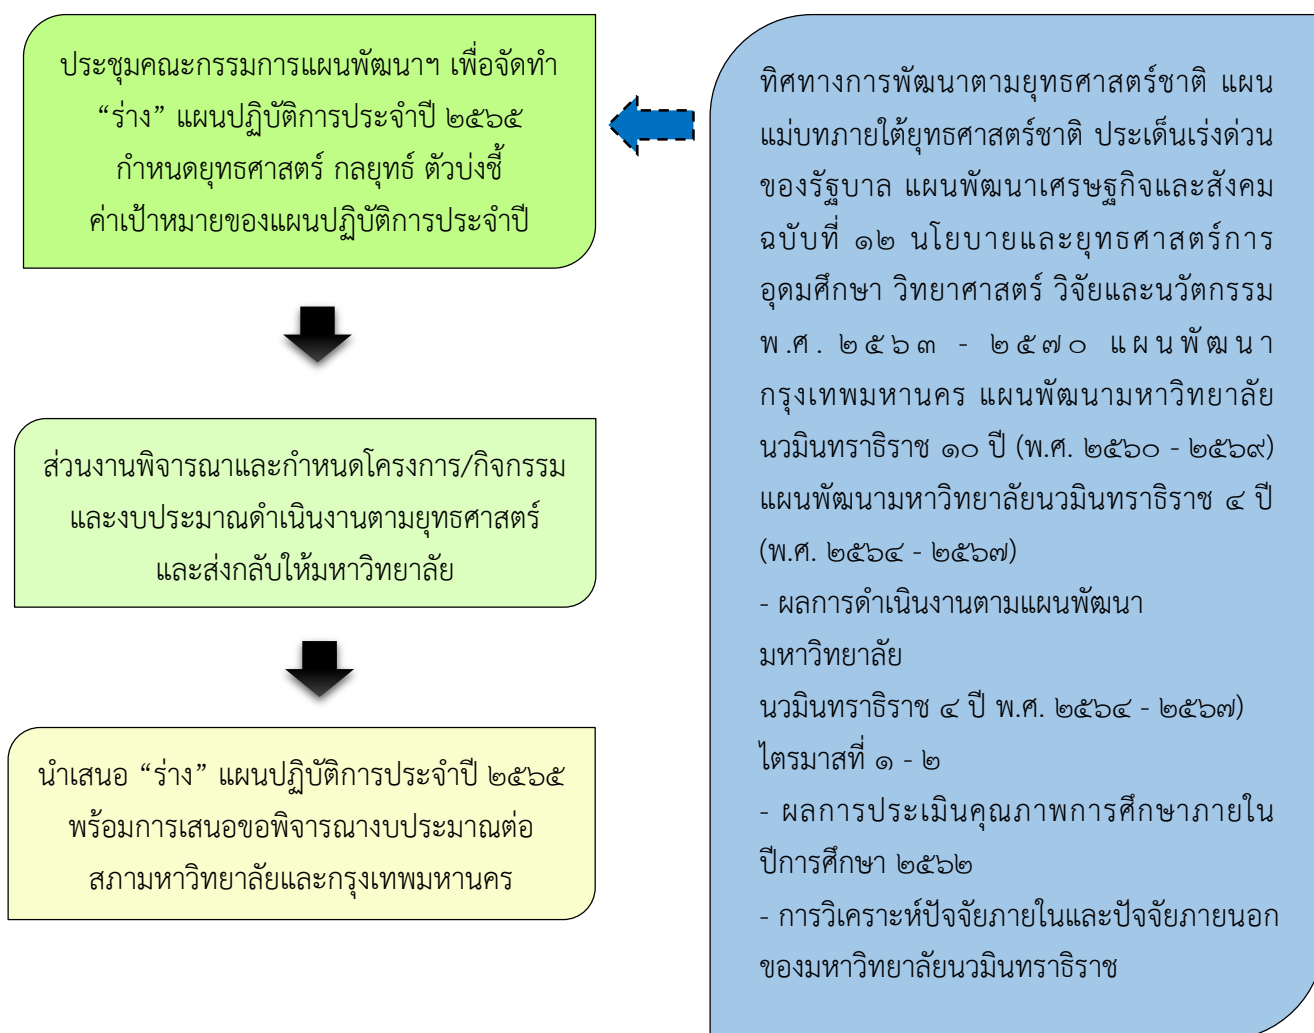 ประชุมคณะกรรมการแผนพัฒนาฯ เพื่อจัดทำ
“ร่าง” แผนปฏิบัติการประจำปี ๒๕๖๕
กำหนดยุทธศาสตร์ กลยุทธ์ ตัวบ่งชี้
ค่าเป้าหมายของแผนปฏิบัติการประจำปี
ส่วนงานพิจารณาและกำหนดโครงการ/กิจกรรม
และงบประมาณดำเนินงานตามยุทธศาสตร์
และส่งกลับให้มหาวิทยาลัย
นำเสนอ “ร่าง” แผนปฏิบัติการประจำปี ๒๕๖๕
พร้อมการเสนอขอพิจารณางบประมาณต่อ
สภามหาวิทยาลัยและกรุงเทพมหานคร
ทิศทางการพัฒนาตามยุทธศาสตร์ชาติ แผน
แม่บทภายใต้ยุทธศาสตร์ชาติ ประเด็นเร่งด่วน
ของรัฐบาล แผนพัฒนาเศรษฐกิจและสังคม
ฉบับที่ ๑๒ นโยบายและยุทธศาสตร์การ
อุดมศึกษา วิทยาศาสตร์ วิจัยและนวัตกรรม
พ.ศ. ๒๕๖๓ - ๒๕๗๐ แผนพัฒนา
กรุงเทพมหานคร แผนพัฒนามหาวิทยาลัย
นวมินทราธิราช ๑๐ ปี (พ.ศ. ๒๕๖๐ - ๒๕๖๙)
แผนพัฒนามหาวิทยาลัยนวมินทราธิราช ๔ ปี
(พ.ศ. ๒๕๖๔ - ๒๕๖๗)
- ผลการดำเนินงานตามแผนพัฒนา
มหาวิทยาลัย
นวมินทราธิราช ๔ ปี พ.ศ. ๒๕๖๔ - ๒๕๖๗)
ไตรมาสที่ ๑ - ๒
- ผลการประเมินคุณภาพการศึกษาภายใน
ปีการศึกษา ๒๕๖๒
- การวิเคราะห์ปัจจัยภายในและปัจจัยภายนอก
ของมหาวิทยาลัยนวมินทราธิราช